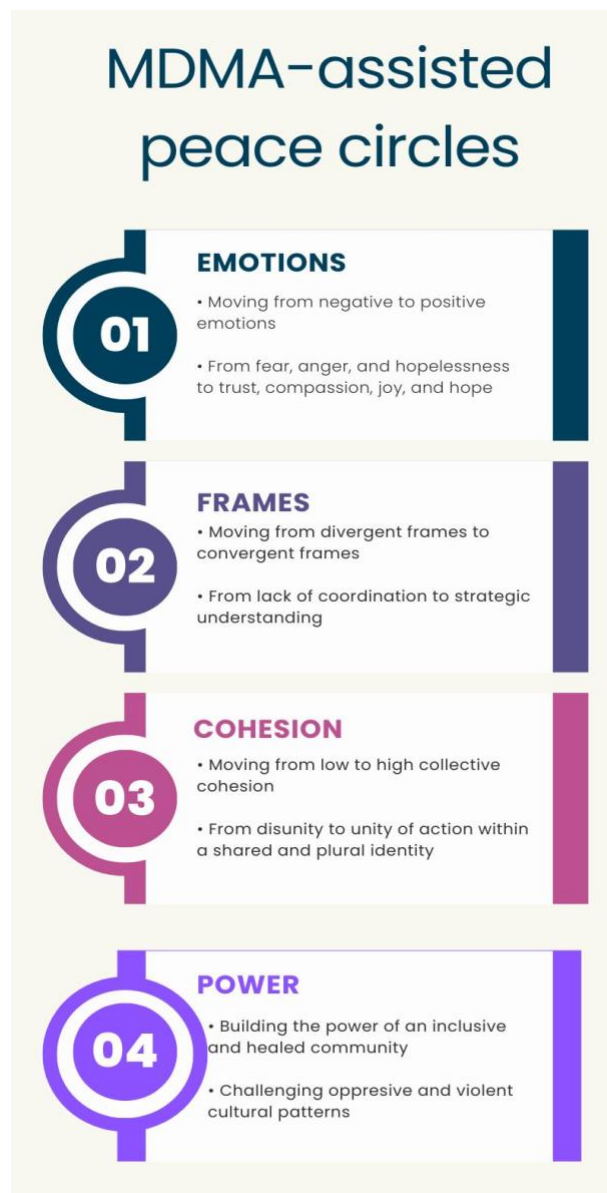 MDMA-assisted
peace circles
EMOTIONS
01
• Moving from negative to positive
emotions
• From fear, anger, and hopelessness
to trust, compassion, joy, and hope
FRAMES
02
• Moving from divergent frames to
convergent frames
• From lack of coordination to strategic
understanding
COHESION
03
• Moving from low to high collective
cohesion
• From disunity to unity of action within
a shared and plural identity
POWER
04
• Building the power of an inclusive
and healed community
• Challenging oppresive and violent
cultural patterns